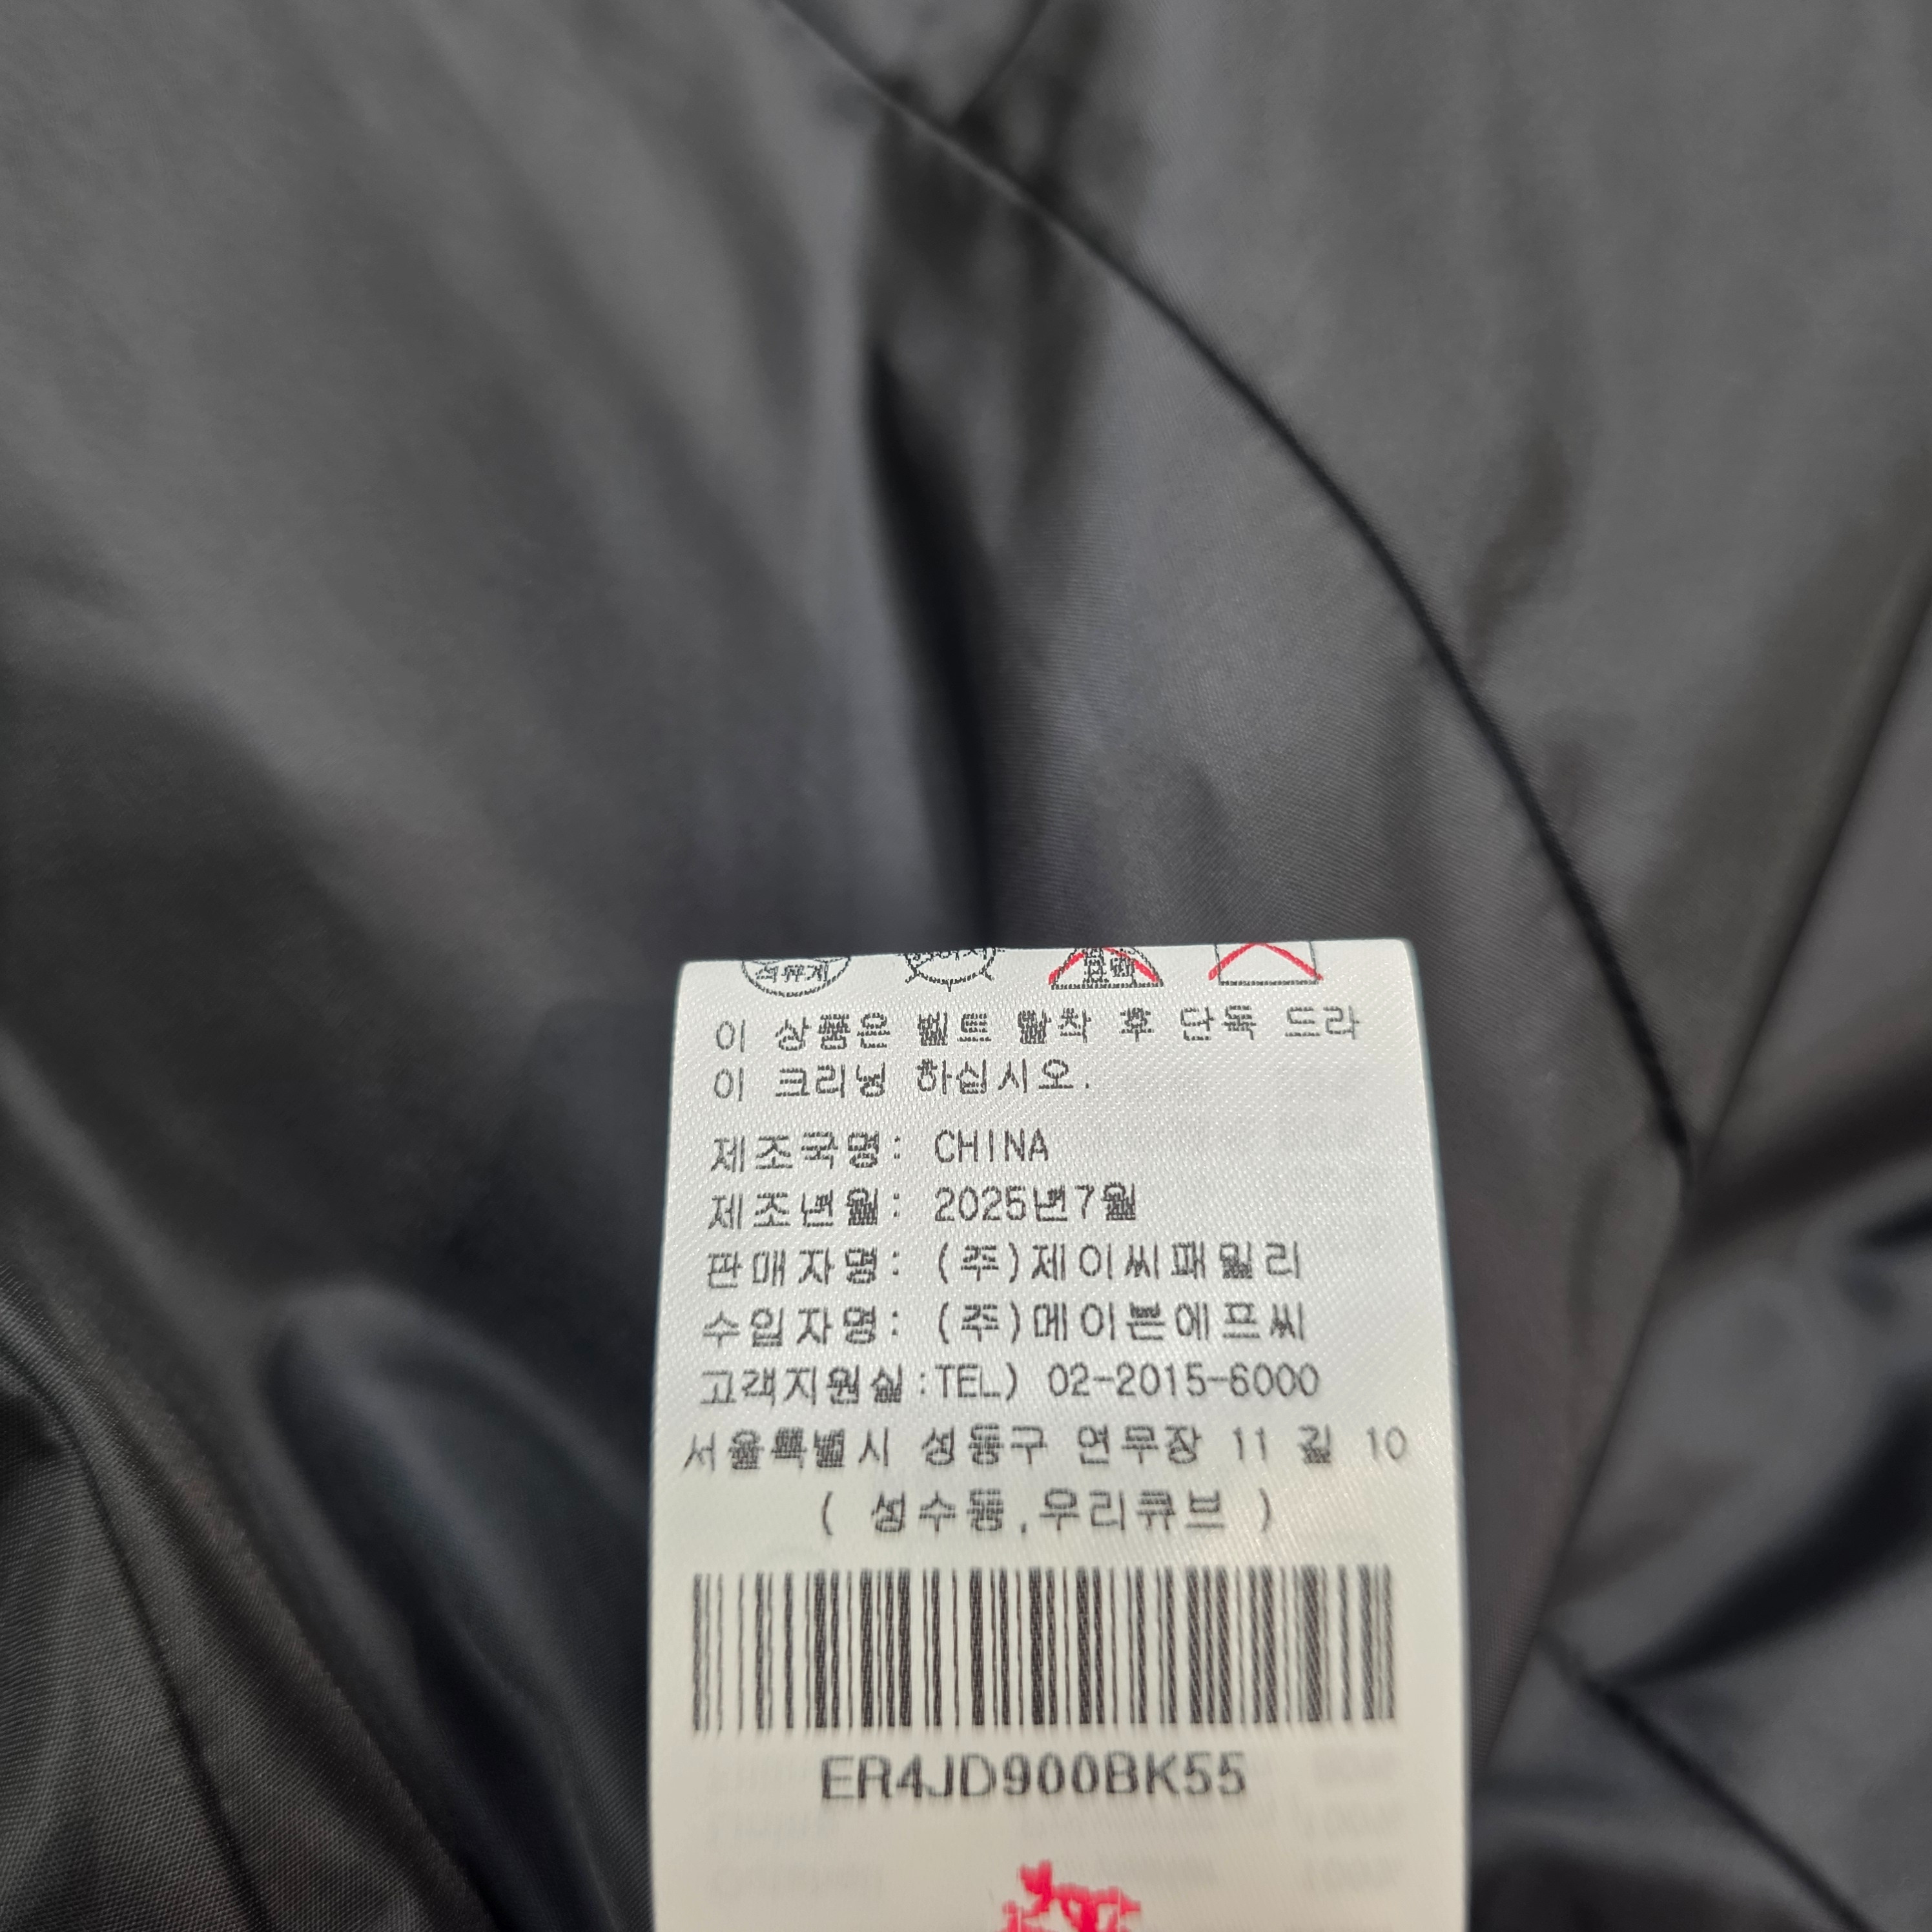 석유계
이 상품은 벨트 탈착 후 단독 드라
이 크리닝 하십시오.
제조국명: CHINA
제조년월: 2025년7월
판매자명: (주)제이씨패밀리
수입자명: (주)메이븐에프씨
고객지원실:TEL) 02-2015-6000
서울특별시 성동구 연무장 11 길 10
( 성수동,우리큐브 )
ER4JD900BK55